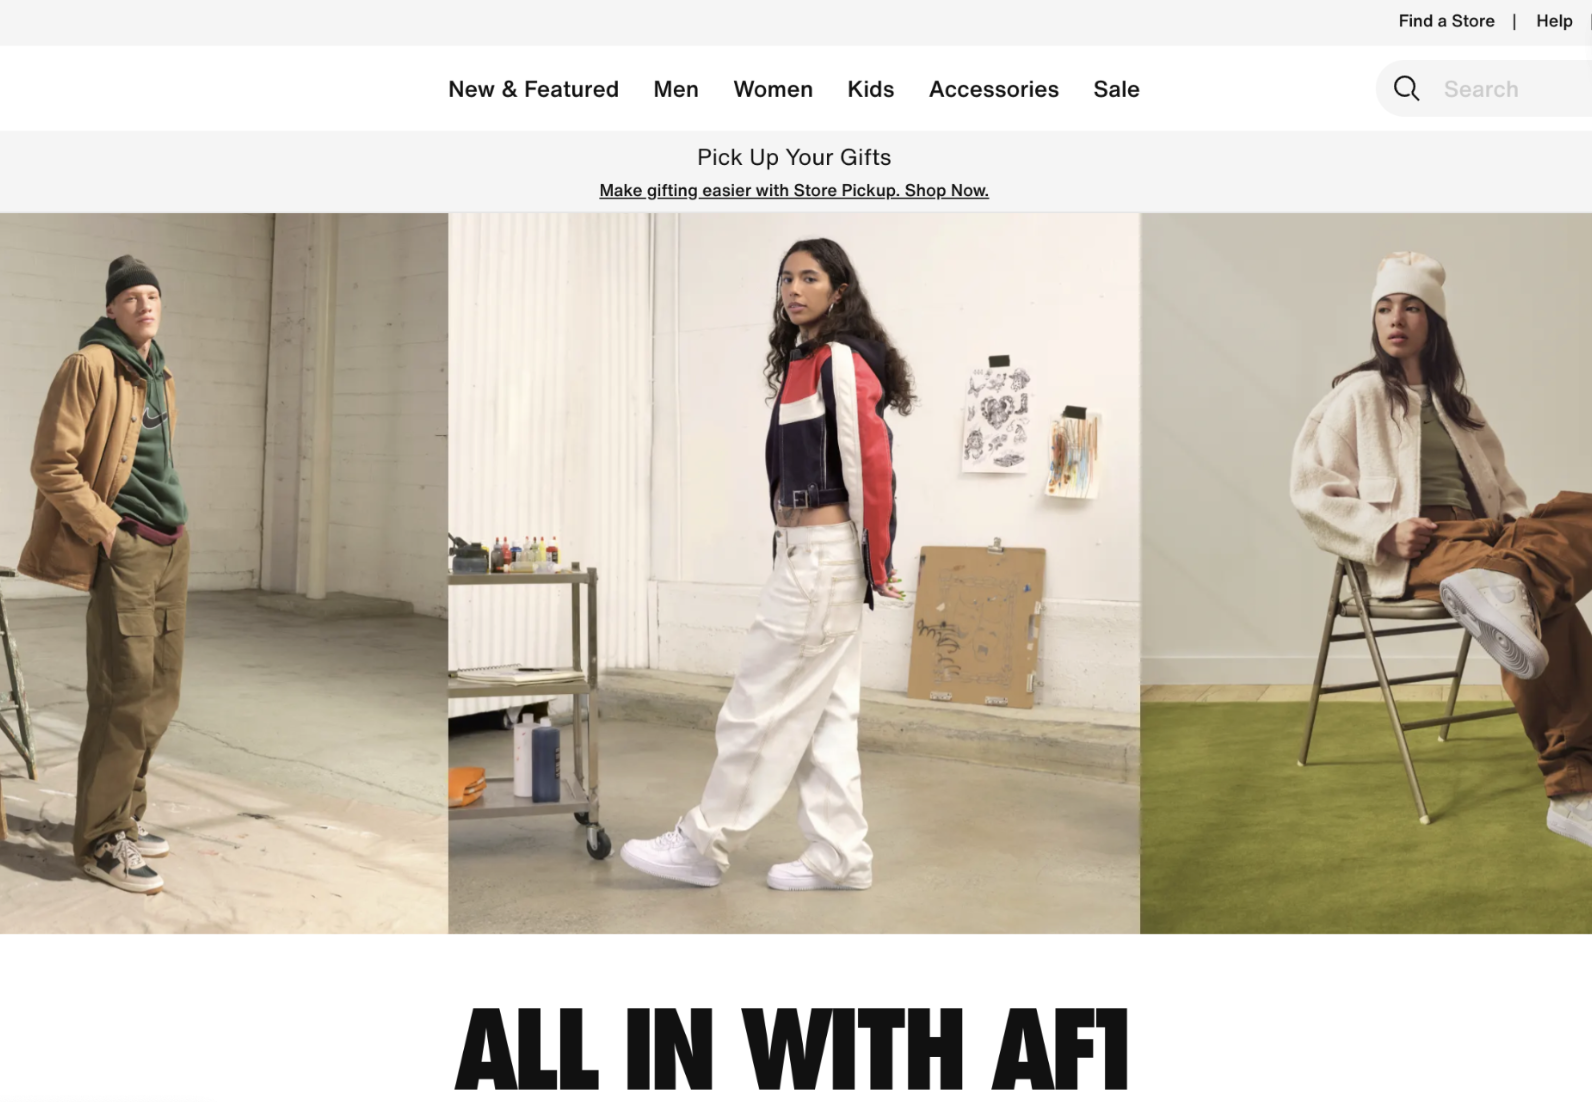 Find a Store | Help
New & Featured Men Women Kids Accessories Sale
Search
Pick Up Your Gifts
Make gifting easier with Store Pickup. Shop Now.
ALL IN WITH AF1